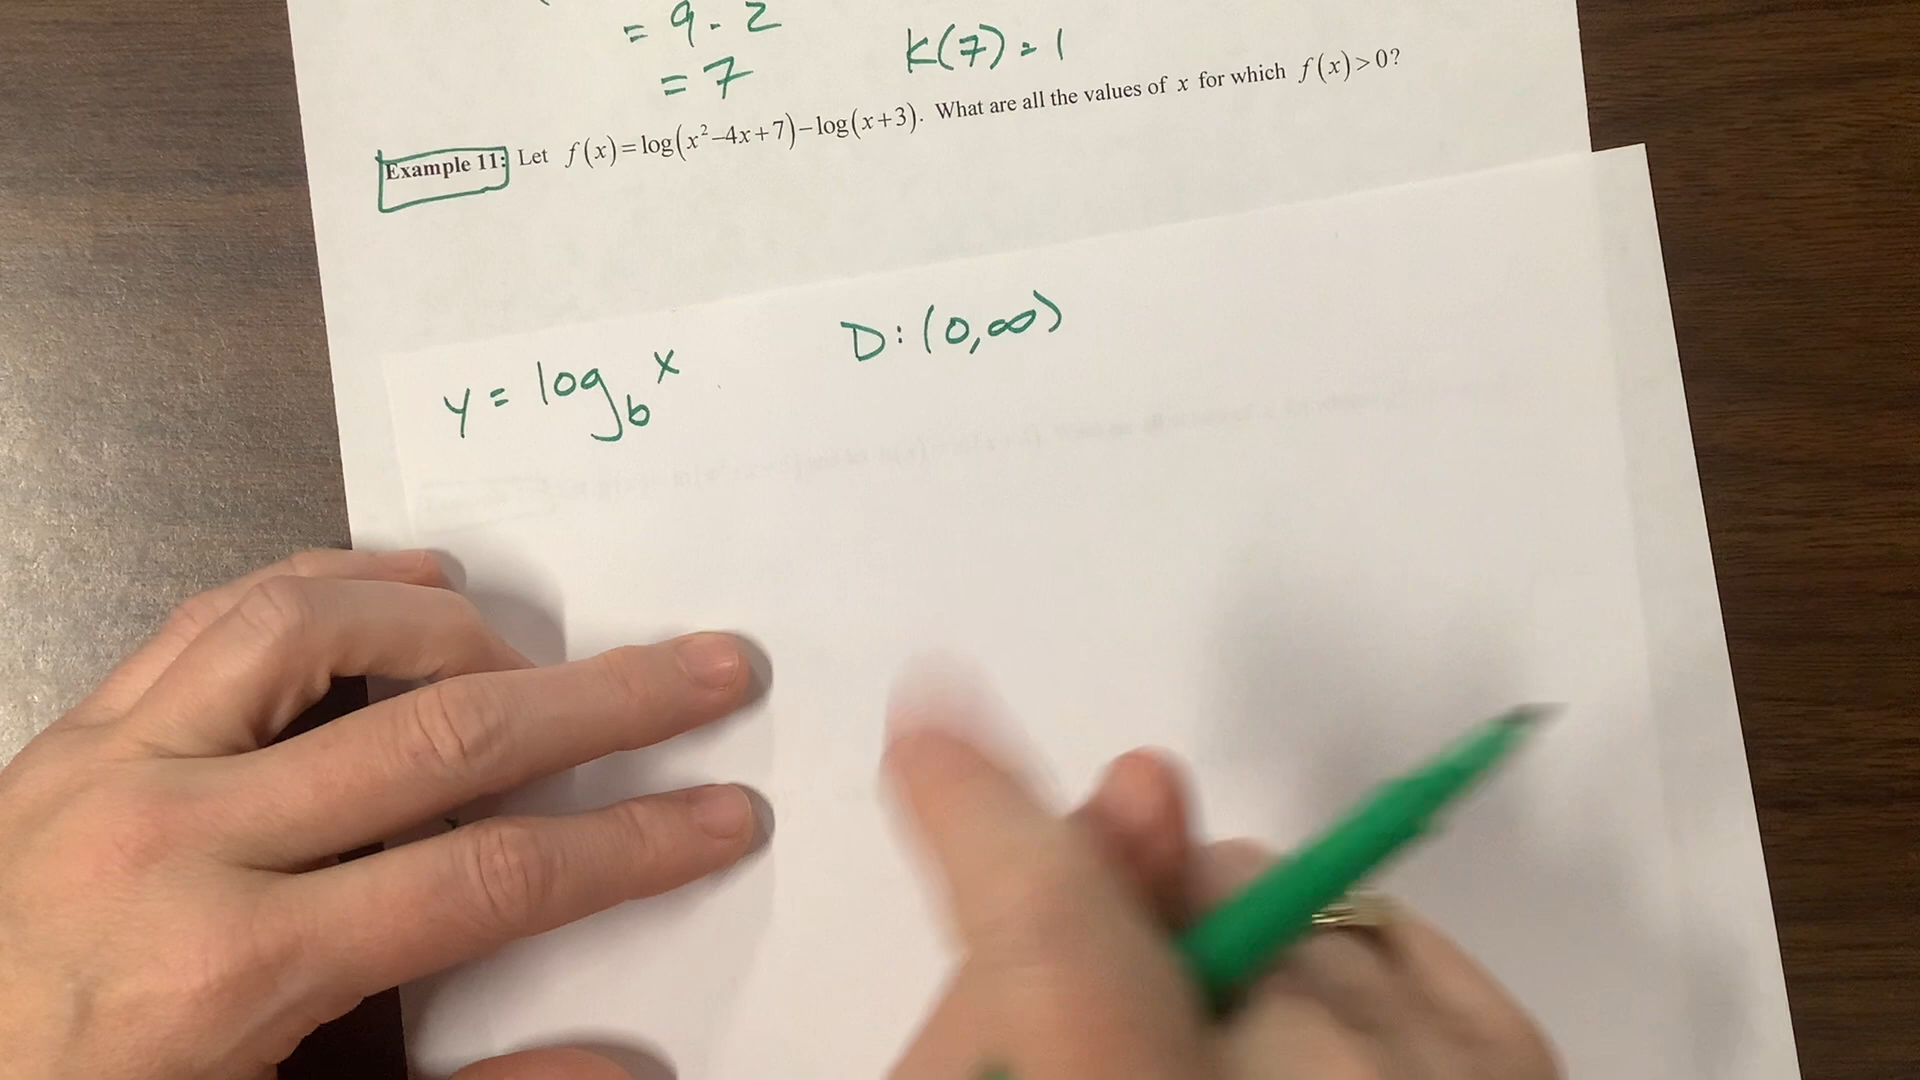 = 9 - 2
= 7
k(7) = 1
Example 11: Let f(x)=log(x²–4x+7)–log(x+3). What are all the values of x for which f(x)>0?
y = log_b x
D: (0,∞)